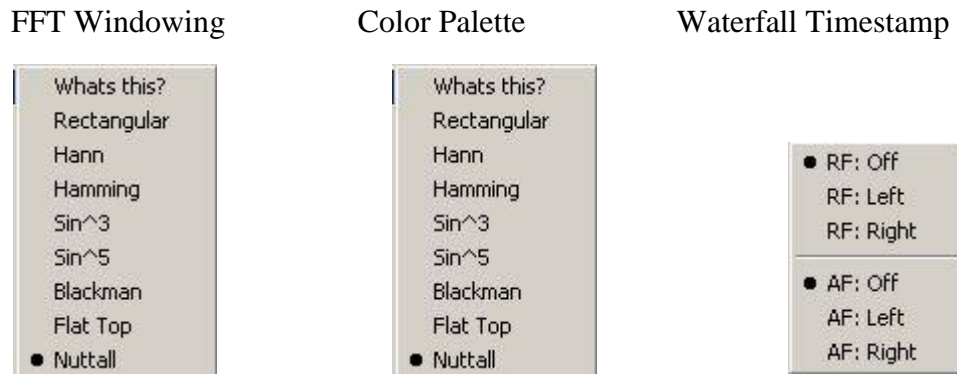 FFT Windowing
Color Palette
Waterfall Timestamp
Whats this?
Rectangular
Hann
Hamming
Sin^3
Sin^5
Blackman
Flat Top
Nuttall
Whats this?
Rectangular
Hann
Hamming
Sin^3
Sin^5
Blackman
Flat Top
Nuttall
RF: Off
RF: Left
RF: Right
AF: Off
AF: Left
AF: Right